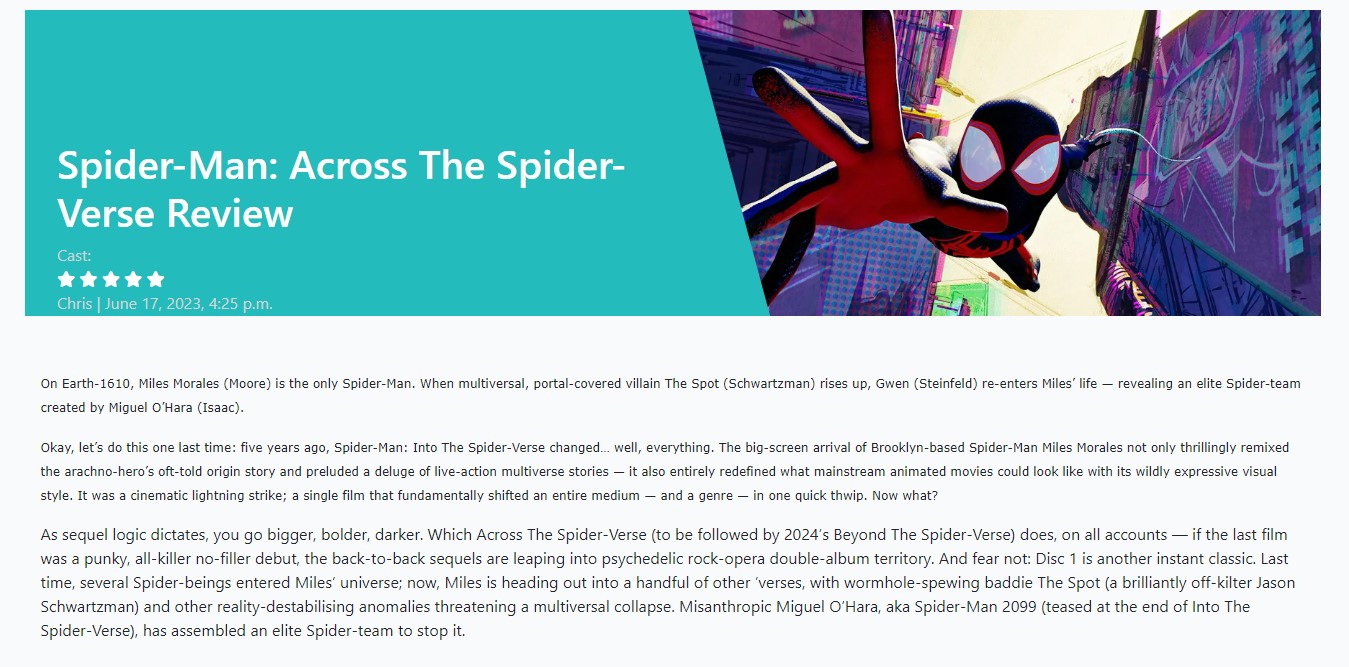 Spider-Man: Across The Spider-
Verse Review
Cast:
Chris | June 17, 2023, 4:25 p.m.
On Earth-1610, Miles Morales (Moore) is the only Spider-Man. When multiversal, portal-covered villain The Spot (Schwartzman) rises up, Gwen (Steinfeld) re-enters Miles’ life — revealing an elite Spider-team
created by Miguel O’Hara (Isaac).
Okay, let’s do this one last time: five years ago, Spider-Man: Into The Spider-Verse changed… well, everything. The big-screen arrival of Brooklyn-based Spider-Man Miles Morales not only thrillingly remixed
the arachno-hero’s oft-told origin story and preluded a deluge of live-action multiverse stories — it also entirely redefined what mainstream animated movies could look like with its wildly expressive visual
style. It was a cinematic lightning strike; a single film that fundamentally shifted an entire medium — and a genre — in one quick thwip. Now what?
As sequel logic dictates, you go bigger, bolder, darker. Which Across The Spider-Verse (to be followed by 2024’s Beyond The Spider-Verse) does, on all accounts — if the last film
was a punky, all-killer no-filler debut, the back-to-back sequels are leaping into psychedelic rock-opera double-album territory. And fear not: Disc 1 is another instant classic. Last
time, several Spider-beings entered Miles’ universe; now, Miles is heading out into a handful of other ’verses, with wormhole-spewing baddie The Spot (a brilliantly off-kilter Jason
Schwartzman) and other reality-destabilising anomalies threatening a multiversal collapse. Misanthropic Miguel O’Hara, aka Spider-Man 2099 (teased at the end of Into The
Spider-Verse), has assembled an elite Spider-team to stop it.